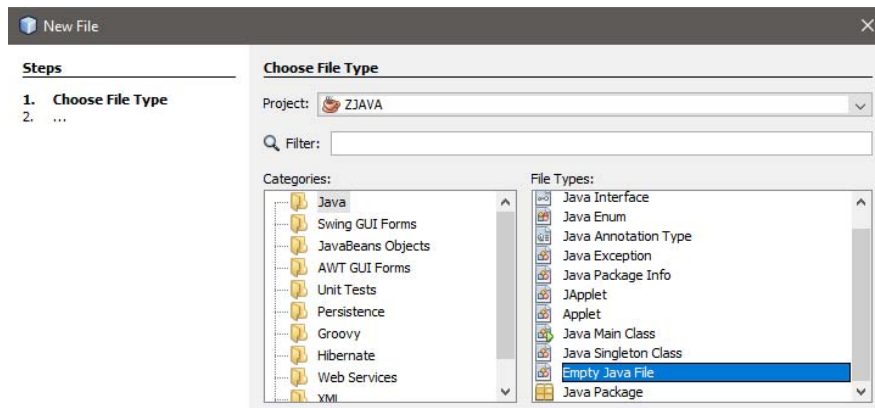 New File
Steps
1. Choose File Type
2. ...
Choose File Type
Project: ZJAVA
Filter:
Categories:
Java
Swing GUI Forms
JavaBeans Objects
AWT GUI Forms
Unit Tests
Persistence
Groovy
Hibernate
Web Services
XML
File Types:
Java Interface
Java Enum
Java Annotation Type
Java Exception
Java Package Info
JApplet
Applet
Java Main Class
Java Singleton Class
Empty Java File
Java Package